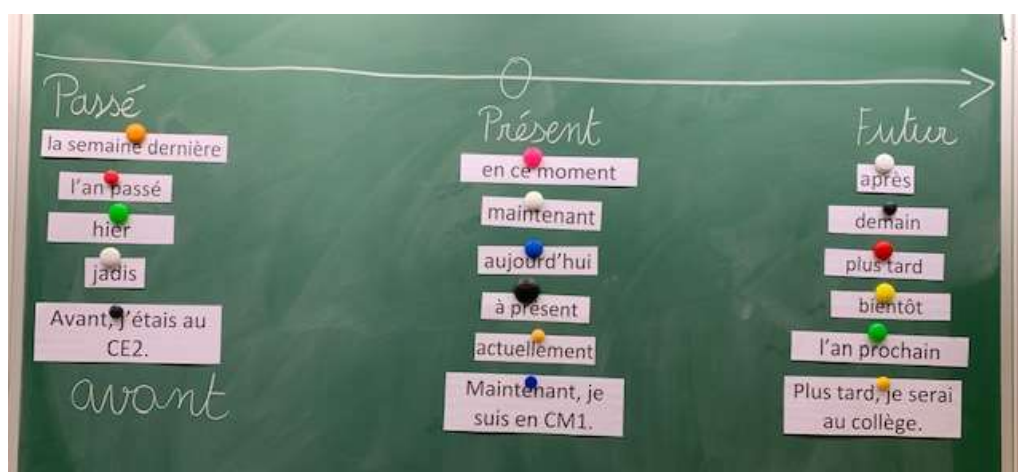 Passé
la semaine dernière
l'an passé
hier
jadis
Avant, j'étais au
CE2.
avant
Présent
en ce moment
maintenant
aujourd'hui
à présent
actuellement
Maintenant, je
suis en CM1.
Futur
après
demain
plus tard
bientôt
l'an prochain
Plus tard, je serai
au collège.